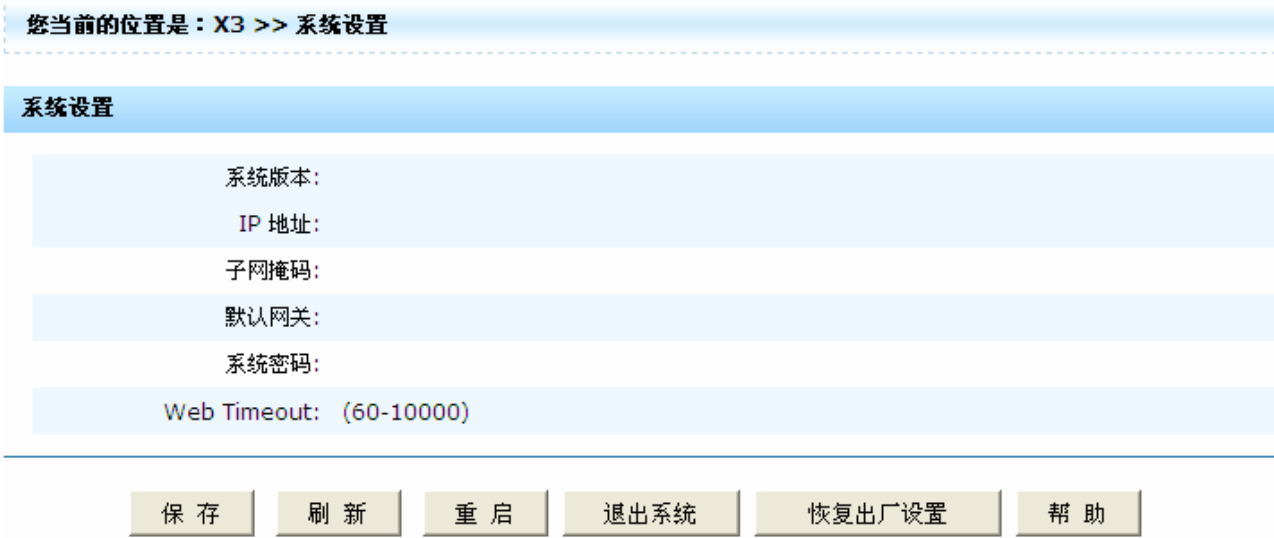 您当前的位置是：X3 >> 系统设置
系统设置
系统版本:
IP 地址:
子网掩码:
默认网关:
系统密码:
Web Timeout: (60-10000)
保 存 刷 新 重 启 退出系统 恢复出厂设置 帮 助